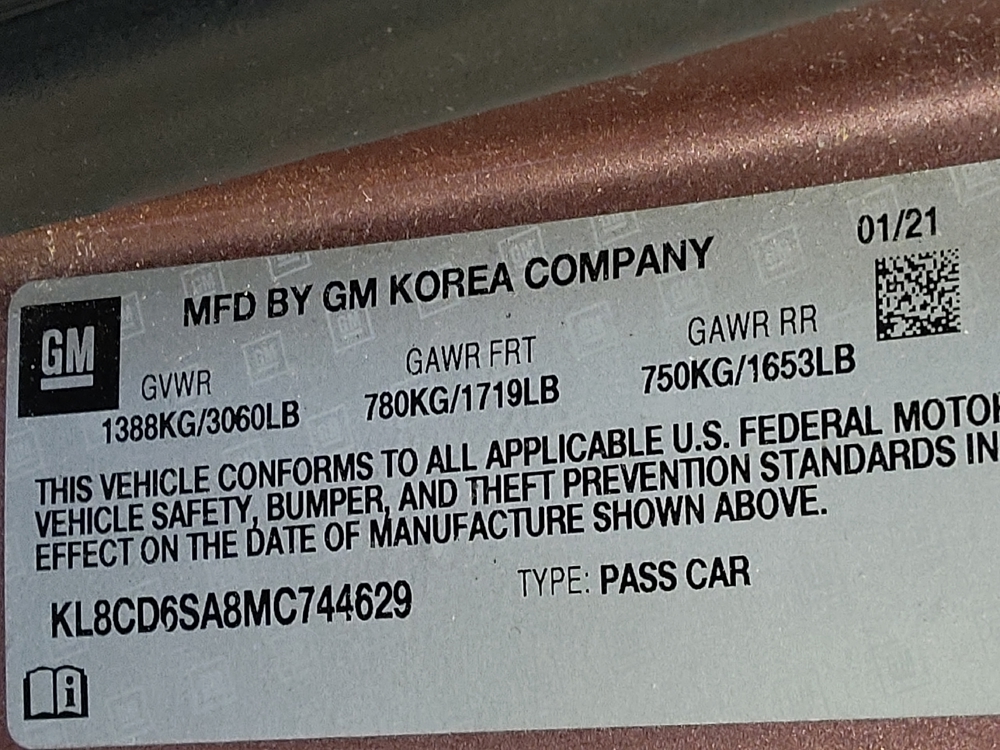 01/21
MFD BY GM KOREA COMPANY
GM
GVWR GAWR FRT GAWR RR
1388KG/3060LB 780KG/1719LB 750KG/1653LB
THIS VEHICLE CONFORMS TO ALL APPLICABLE U.S. FEDERAL MOTO
VEHICLE SAFETY, BUMPER, AND THEFT PREVENTION STANDARDS IN
EFFECT ON THE DATE OF MANUFACTURE SHOWN ABOVE.
KL8CD6SA8MC744629 TYPE: PASS CAR